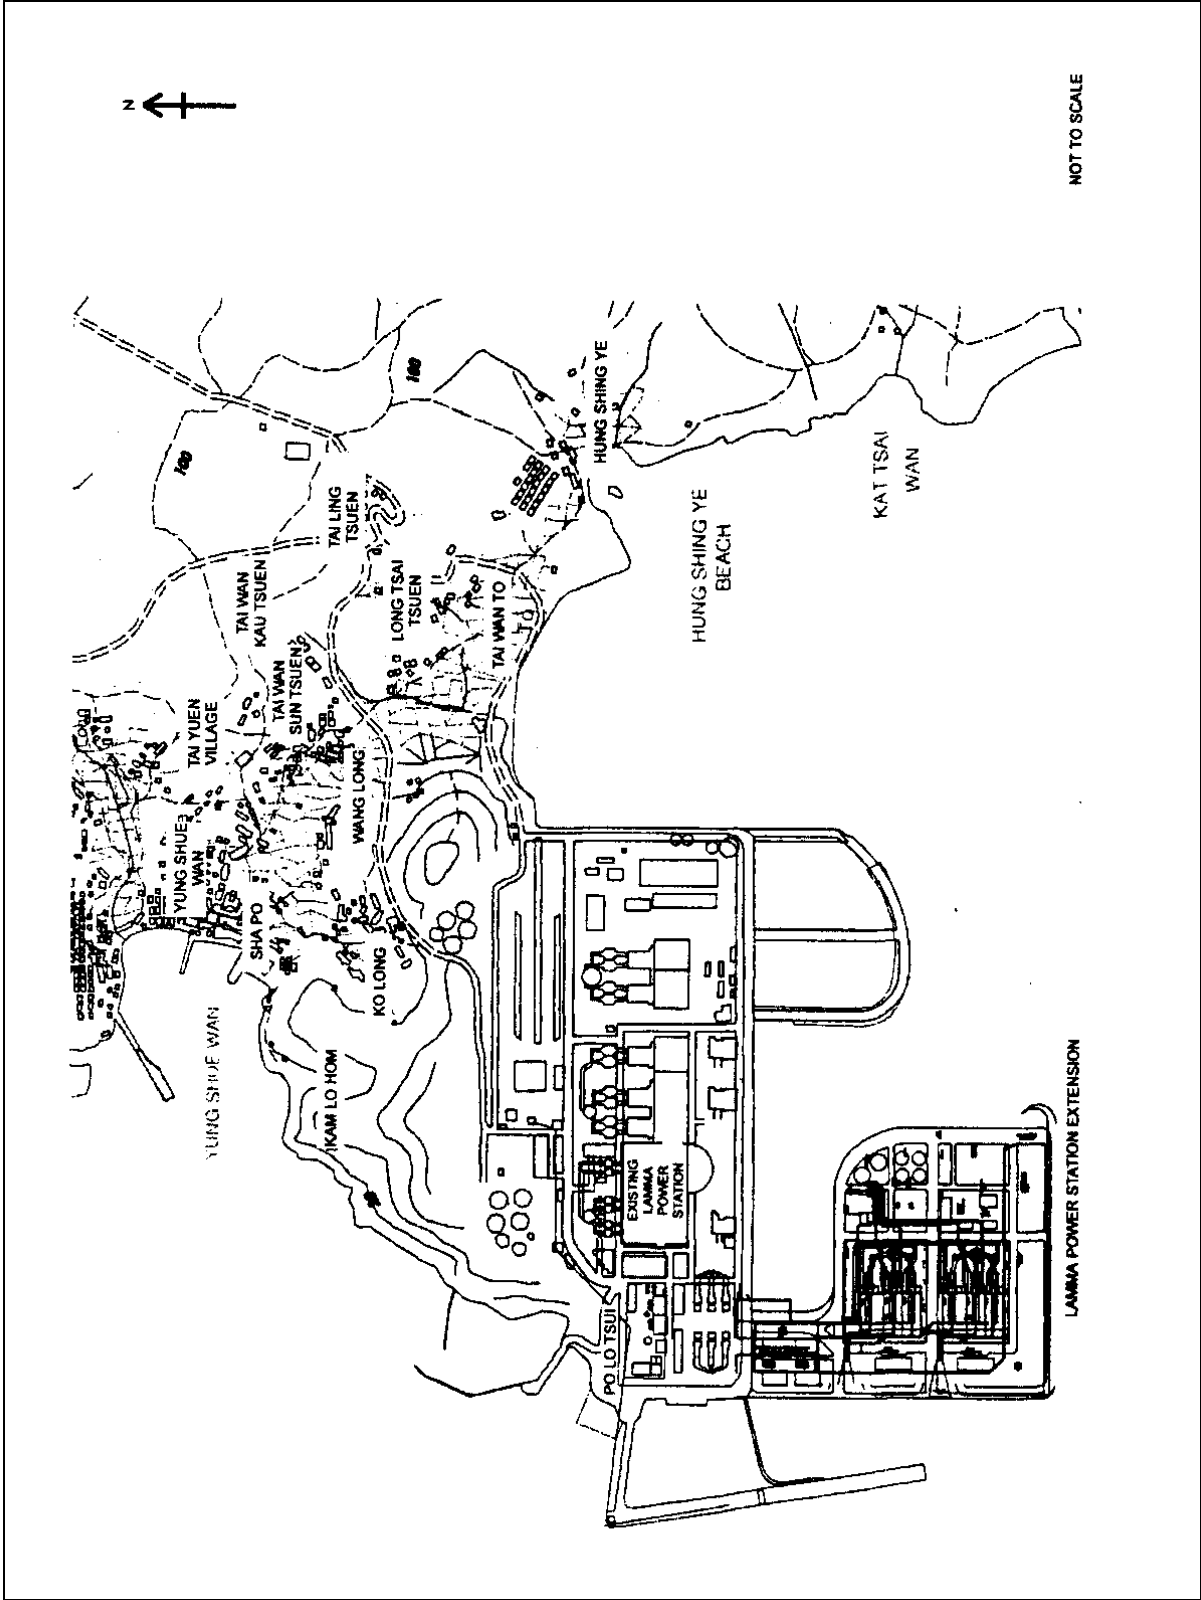 N
NOT TO SCALE
100
100
TAI LING
TSUEN
TAI WAN
KAU TSUEN
LONG TSAI
TSUEN
TAI WAN TO
HUNG SHING YE
HUNG SHING YE
BEACH
KAT TSAI
WAN
TAI YUEN
VILLAGE
TAI WAN
SUN TSUEN
YUNG SHUE
WAN
WANG LONG
SHA PO
KO LONG
YUNG SHUE WAN
KAM LO HOM
EXISTING
LAMMA
POWER
STATION
PO LO TSUI
LAMMA POWER STATION EXTENSION